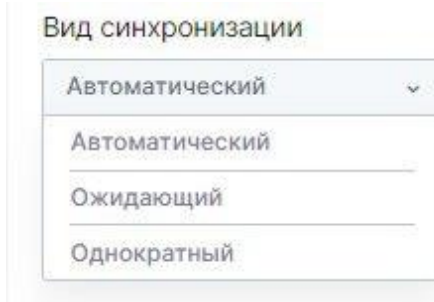 Вид синхронизации
Автоматический
Автоматический
Ожидающий
Однократный